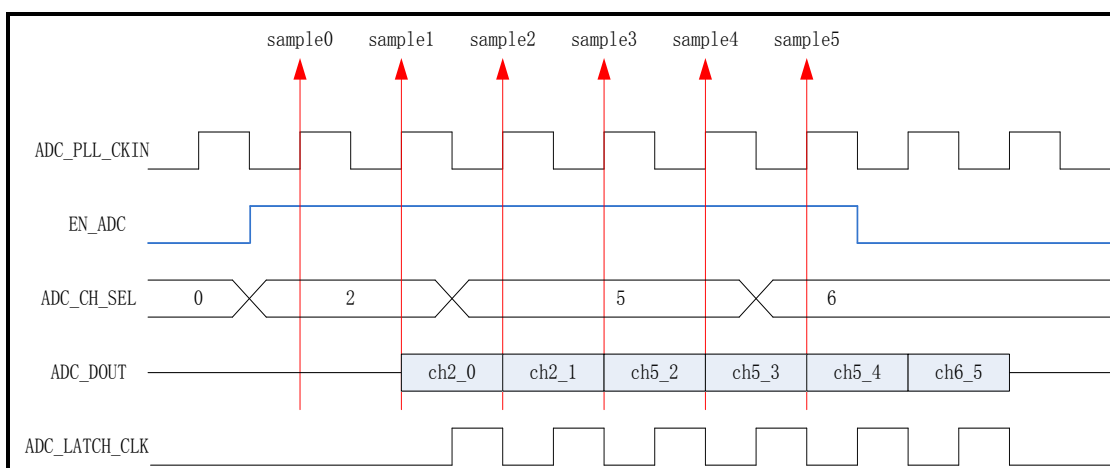 sample0 sample1 sample2 sample3 sample4 sample5
ADC_PLL_CKIN
EN_ADC
ADC_CH_SEL 0 2 5 6
ADC_DOUT ch2_0 ch2_1 ch5_2 ch5_3 ch5_4 ch6_5
ADC_LATCH_CLK